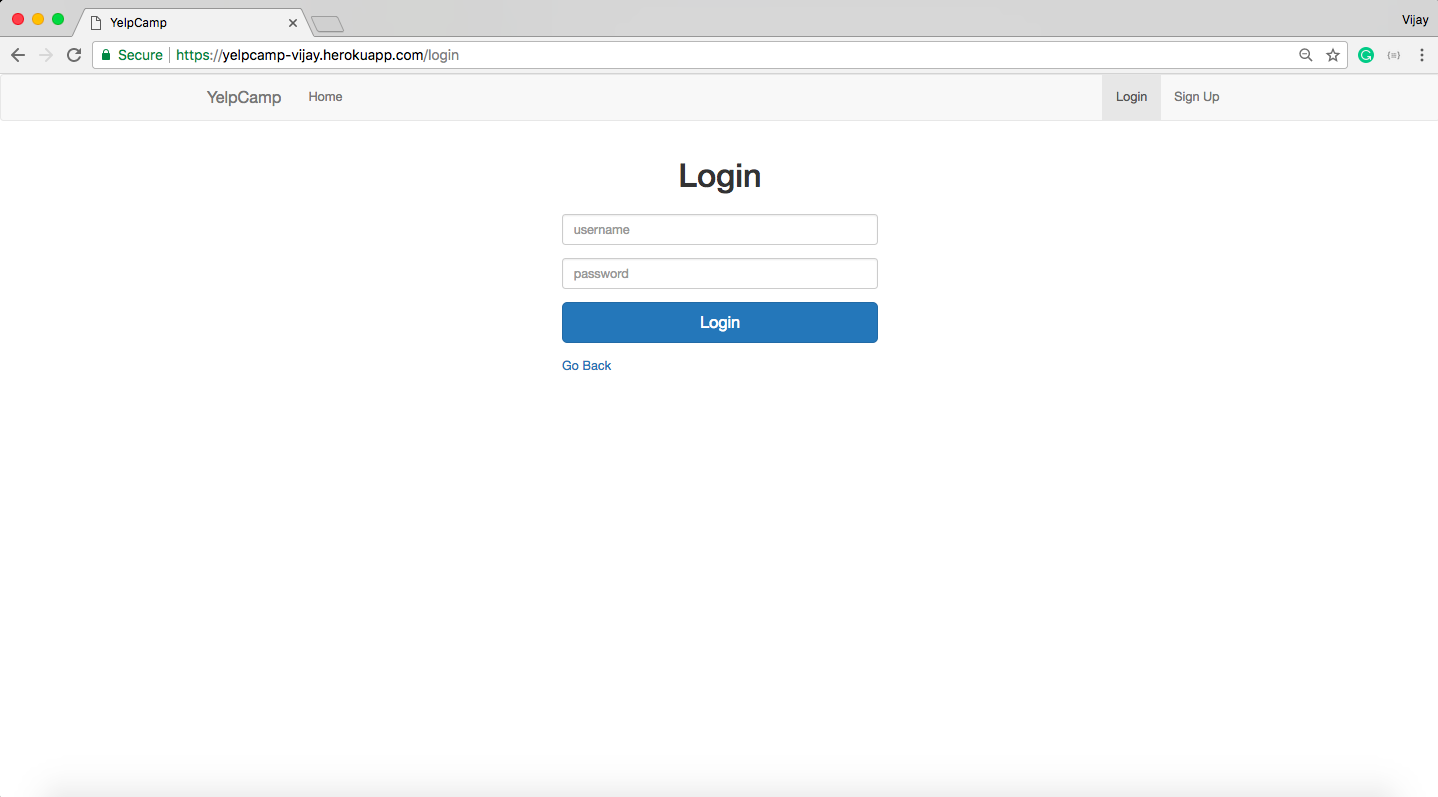 YelpCamp
Vijay
Secure https://yelpcamp-vijay.herokuapp.com/login
YelpCamp Home Login Sign Up
Login
username
password
Login
Go Back